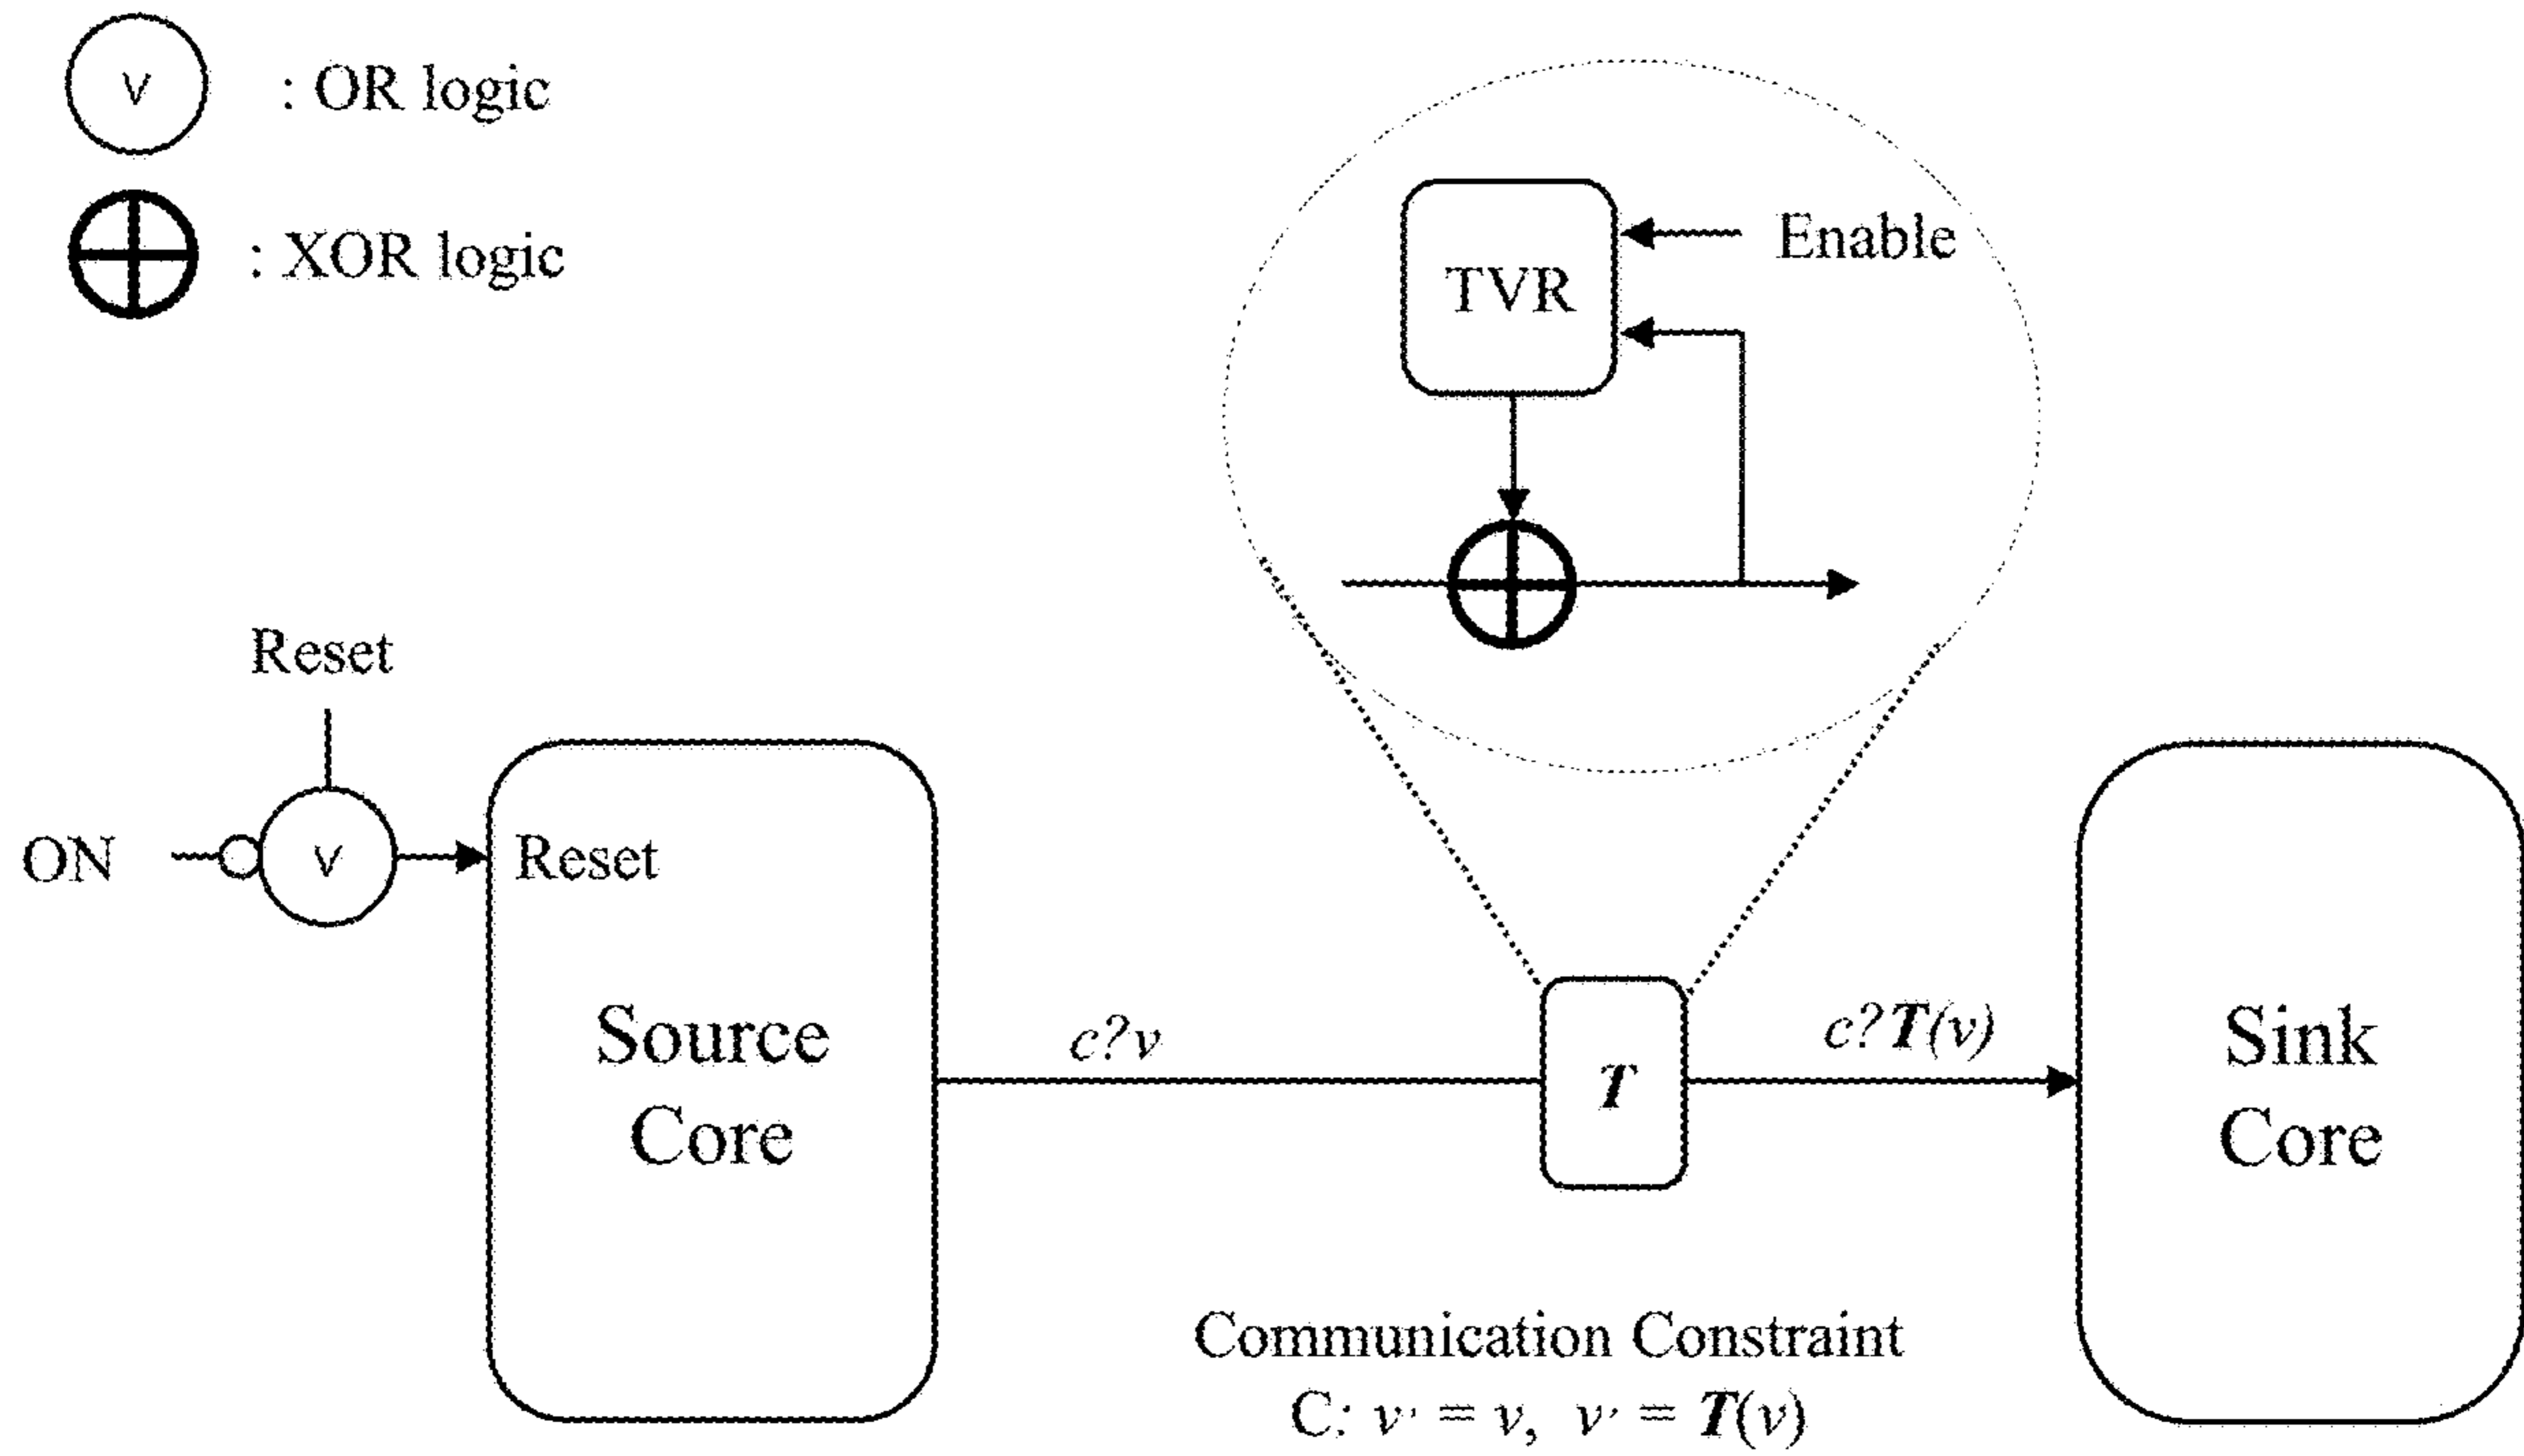 v : OR logic
: XOR logic
Enable
TVR
Reset
ON
v
Reset
Source
Core
c?v
T
c?T(v)
Sink
Core
Communication Constraint
C: v' = v, v' = T(v)